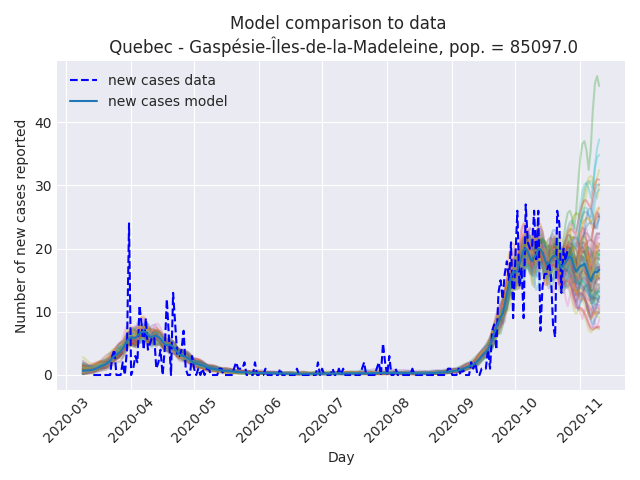 Model comparison to data
Quebec - Gaspésie-Îles-de-la-Madeleine, pop. = 85097.0
new cases data
new cases model
Number of new cases reported
40
30
20
10
0
2020-03
2020-04
2020-05
2020-06
2020-07
2020-08
2020-09
2020-10
2020-11
Day